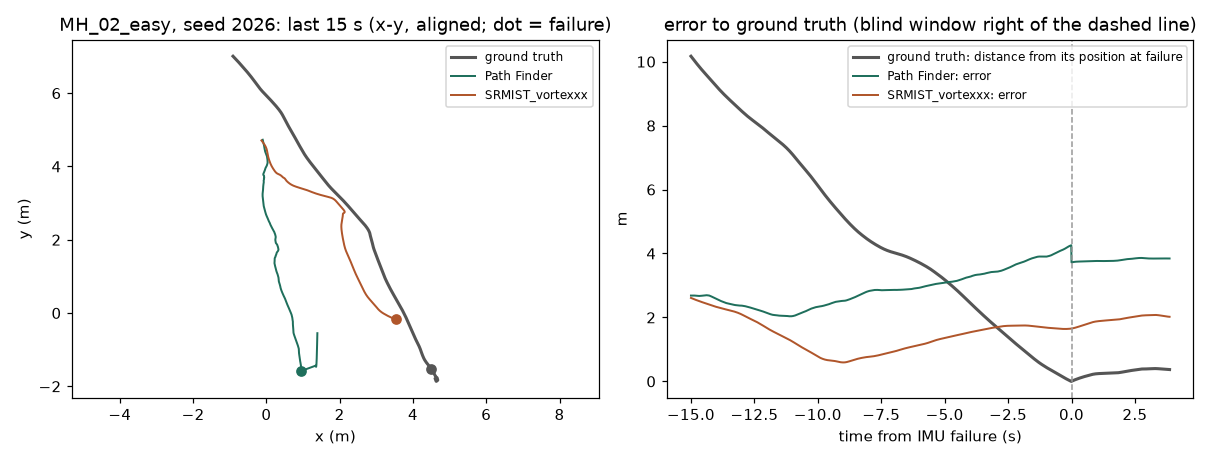 MH_02_easy, seed 2026: last 15 s (x-y, aligned; dot = failure)
ground truth
Path Finder
SRMIST_vortexxx
6
4
2
0
−2
y (m)
−4
−2
0
2
4
6
8
x (m)
error to ground truth (blind window right of the dashed line)
ground truth: distance from its position at failure
Path Finder: error
SRMIST_vortexxx: error
10
8
6
4
2
0
m
−15.0
−12.5
−10.0
−7.5
−5.0
−2.5
0.0
2.5
time from IMU failure (s)